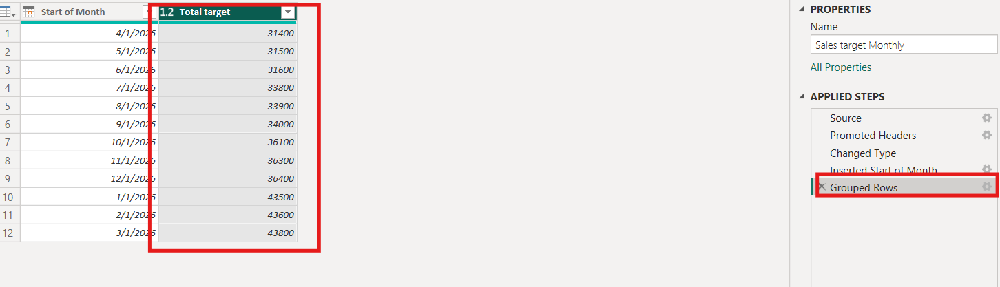 Start of Month 1.2 Total target
1 4/1/2026 31400
2 5/1/2026 31500
3 6/1/2026 31600
4 7/1/2026 33800
5 8/1/2026 33900
6 9/1/2026 34000
7 10/1/2026 36100
8 11/1/2026 36300
9 12/1/2026 36400
10 1/1/2026 43500
11 2/1/2026 43600
12 3/1/2026 43800
PROPERTIES
Name
Sales target Monthly
All Properties
APPLIED STEPS
Source
Promoted Headers
Changed Type
Inserted Start of Month
Grouped Rows